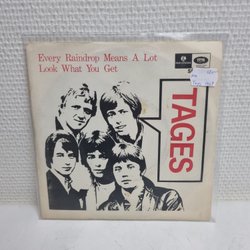 Every Raindrop Means A Lot
Look What You Get
TAGES